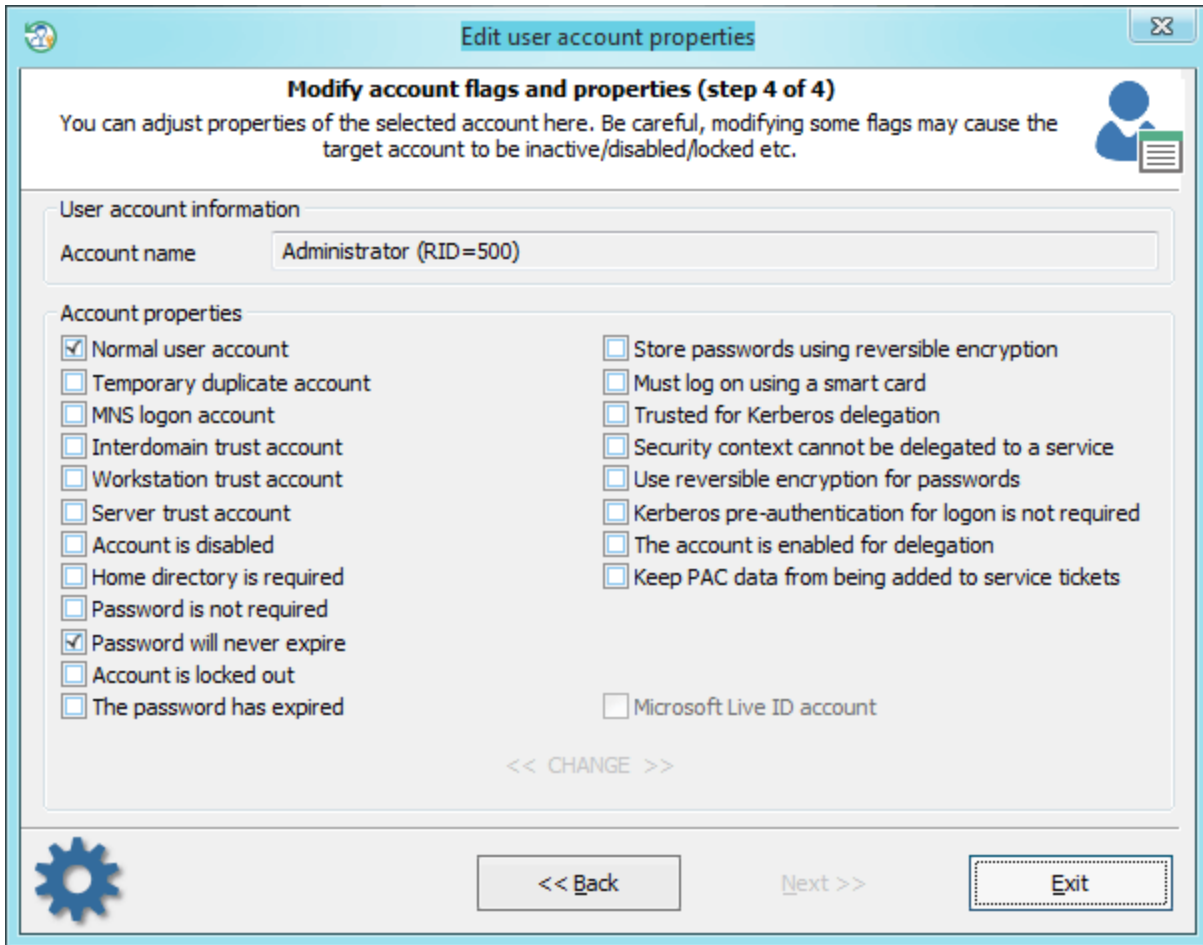 Edit user account properties
Modify account flags and properties (step 4 of 4)
You can adjust properties of the selected account here. Be careful, modifying some flags may cause the
target account to be inactive/disabled/locked etc.
User account information
Account name Administrator (RID=500)
Account properties
Normal user account
Temporary duplicate account
MNS logon account
Interdomain trust account
Workstation trust account
Server trust account
Account is disabled
Home directory is required
Password is not required
Password will never expire
Account is locked out
The password has expired
Store passwords using reversible encryption
Must log on using a smart card
Trusted for Kerberos delegation
Security context cannot be delegated to a service
Use reversible encryption for passwords
Kerberos pre-authentication for logon is not required
The account is enabled for delegation
Keep PAC data from being added to service tickets
Microsoft Live ID account
<< CHANGE >>
<< Back Next >> Exit